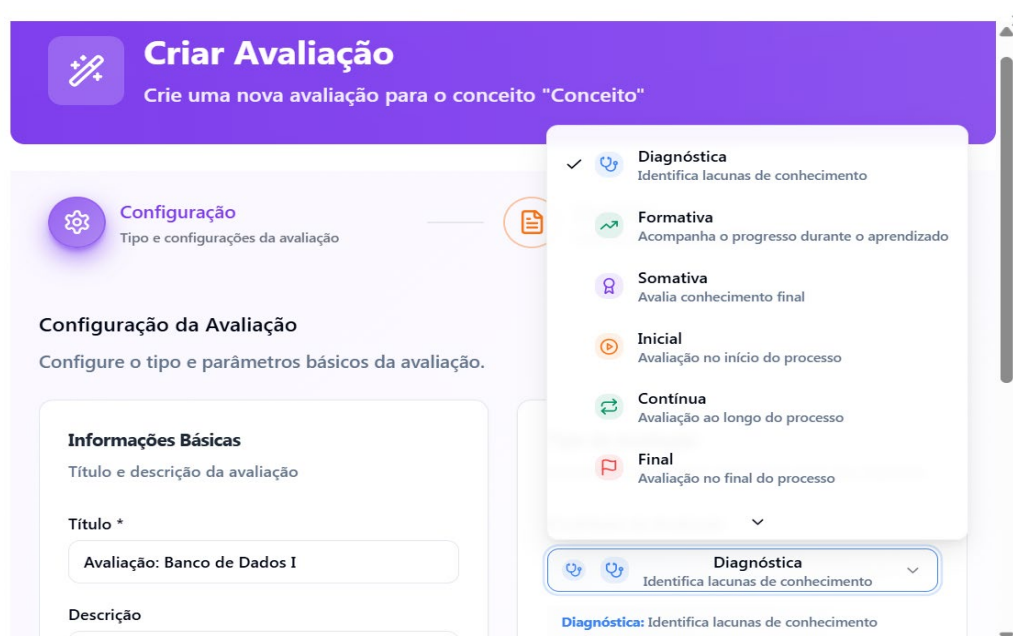 Criar Avaliação
Crie uma nova avaliação para o conceito "Conceito"
Configuração
Tipo e configurações da avaliação
Configuração da Avaliação
Configure o tipo e parâmetros básicos da avaliação.
Informações Básicas
Título e descrição da avaliação
Título *
Avaliação: Banco de Dados I
Descrição
Diagnóstica
Identifica lacunas de conhecimento
Formativa
Acompanha o progresso durante o aprendizado
Somativa
Avalia conhecimento final
Inicial
Avaliação no início do processo
Contínua
Avaliação ao longo do processo
Final
Avaliação no final do processo
Diagnóstica
Identifica lacunas de conhecimento
Diagnóstica: Identifica lacunas de conhecimento